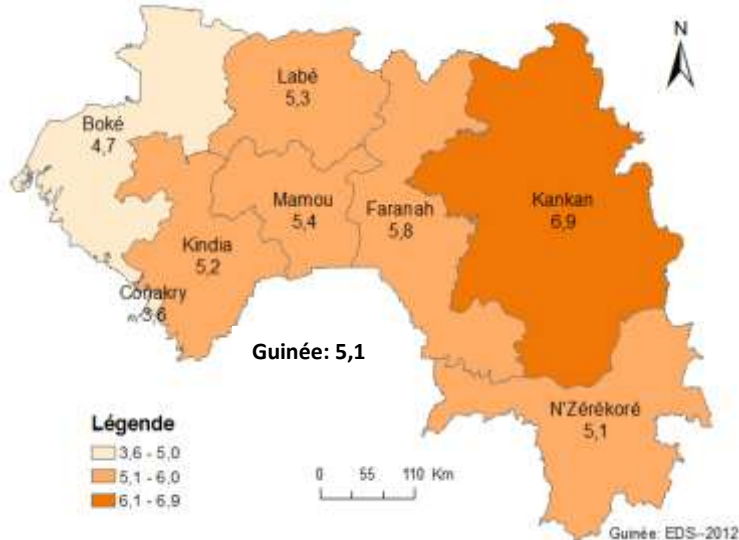 N
Labé
5,3
Boké
4,7
Mamou
5,4
Faranah
5,8
Kankan
6,9
Kindia
5,2
Conakry
3,6
Guinée: 5,1
N'Zérékoré
5,1
Légende
3,6 - 5,0
5,1 - 6,0
6,1 - 6,9
0 55 110 Km
Guinée: EDS--2012